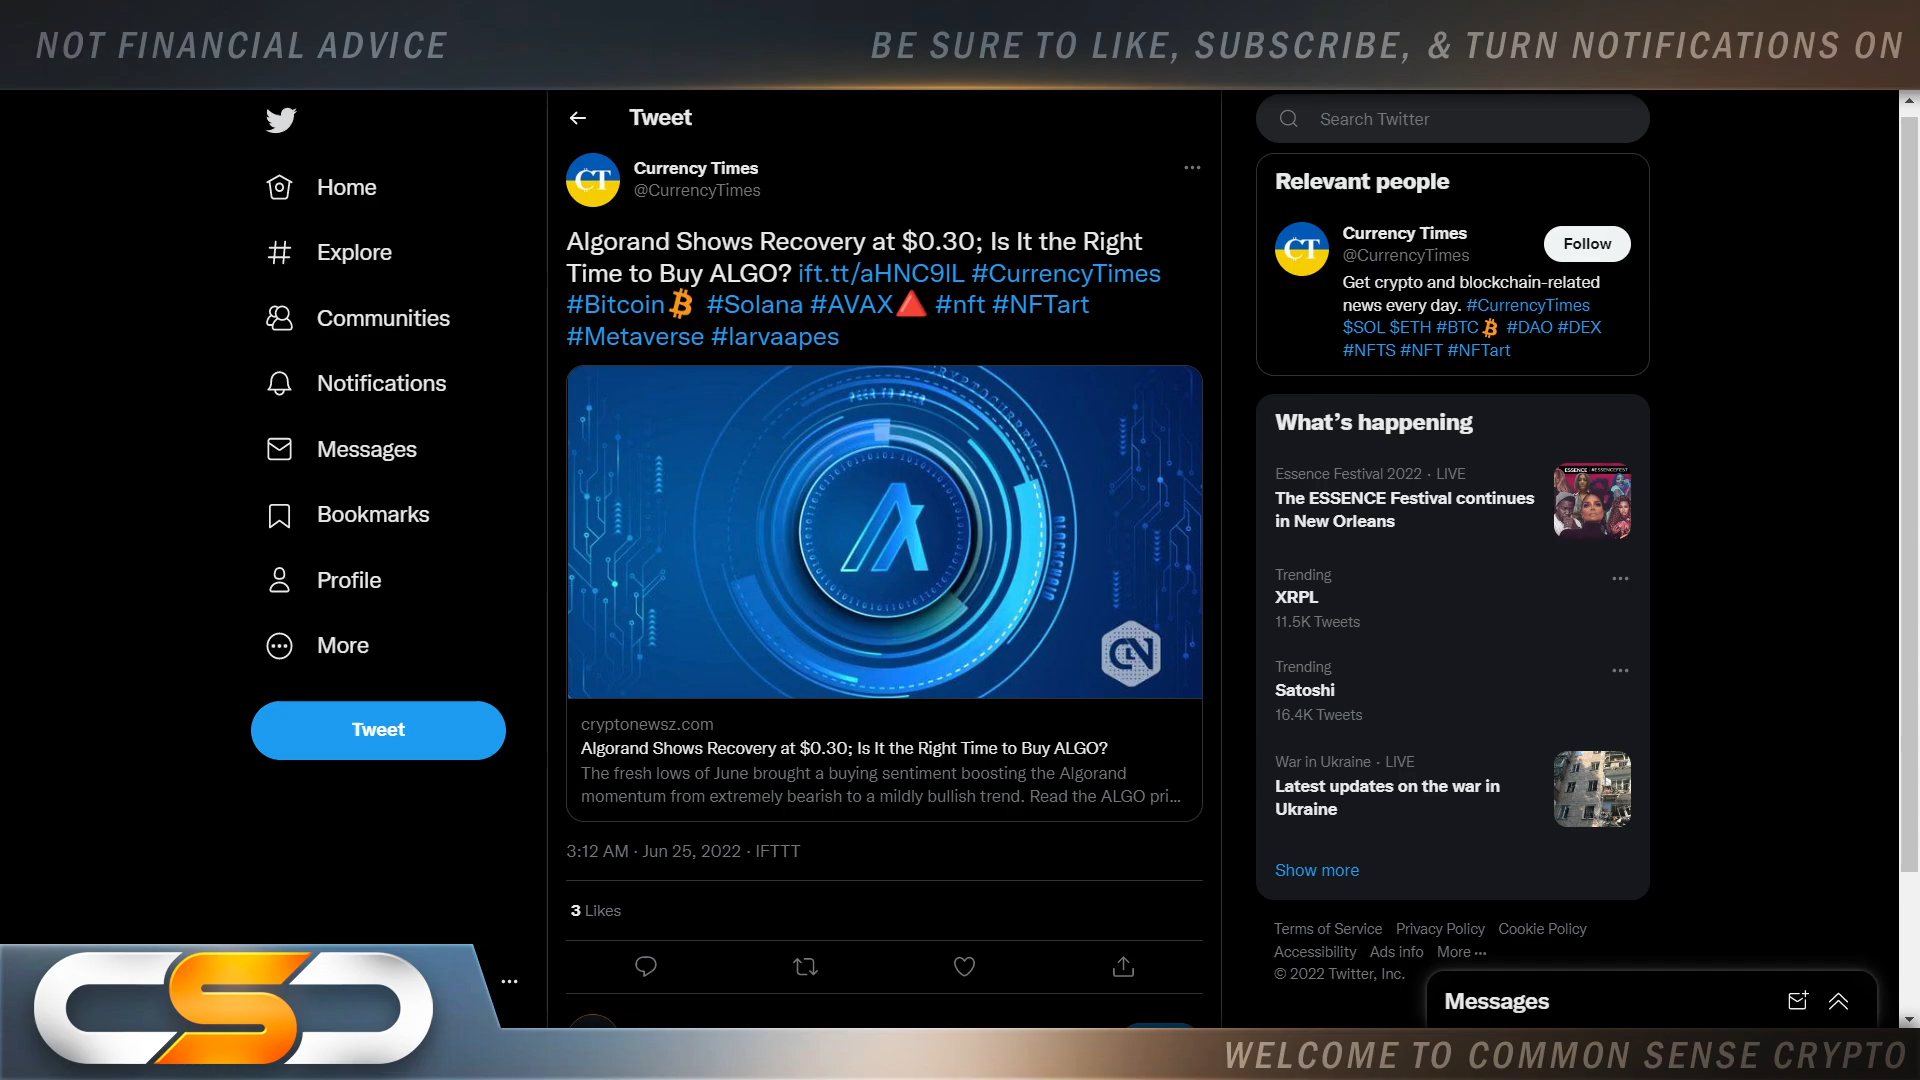 NOT FINANCIAL ADVICE
BE SURE TO LIKE, SUBSCRIBE, & TURN NOTIFICATIONS ON
Home
Explore
Communities
Notifications
Messages
Bookmarks
Profile
More
Tweet
Tweet
CT
Currency Times
@CurrencyTimes
Algorand Shows Recovery at $0.30; Is It the Right
Time to Buy ALGO? ift.tt/aHNC9lL #CurrencyTimes
#Bitcoin #Solana #AVAX #nft #NFTart
#Metaverse #larvaapes
CRYPTOCURRENCY
PEER TO PEER
BLOCKCHAIN
cryptonewsz.com
Algorand Shows Recovery at $0.30; Is It the Right Time to Buy ALGO?
The fresh lows of June brought a buying sentiment boosting the Algorand
momentum from extremely bearish to a mildly bullish trend. Read the ALGO pri...
3:12 AM · Jun 25, 2022 · IFTTT
3 Likes
Search Twitter
Relevant people
CT
Currency Times
@CurrencyTimes
Follow
Get crypto and blockchain-related
news every day. #CurrencyTimes
$SOL $ETH #BTC #DAO #DEX
#NFTS #NFT #NFTart
What's happening
Essence Festival 2022 · LIVE
The ESSENCE Festival continues
in New Orleans
Trending
XRPL
11.5K Tweets
Trending
Satoshi
16.4K Tweets
War in Ukraine · LIVE
Latest updates on the war in
Ukraine
Show more
Terms of Service Privacy Policy Cookie Policy
Accessibility Ads info More ···
© 2022 Twitter, Inc.
Messages
CSC
WELCOME TO COMMON SENSE CRYPTO